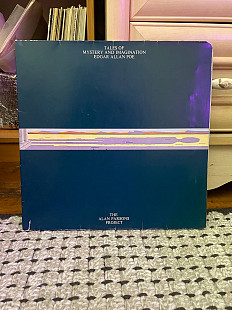 TALES OF
MYSTERY AND IMAGINATION
EDGAR ALLAN POE
THE
ALAN PARSONS
PROJECT